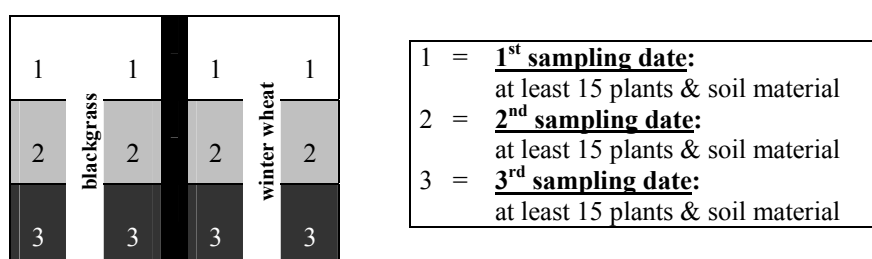 1 1 1 1
2 2 2 2
3 3 3 3
blackgrass
winter wheat
1 = 1st sampling date:
at least 15 plants & soil material
2 = 2nd sampling date:
at least 15 plants & soil material
3 = 3rd sampling date:
at least 15 plants & soil material